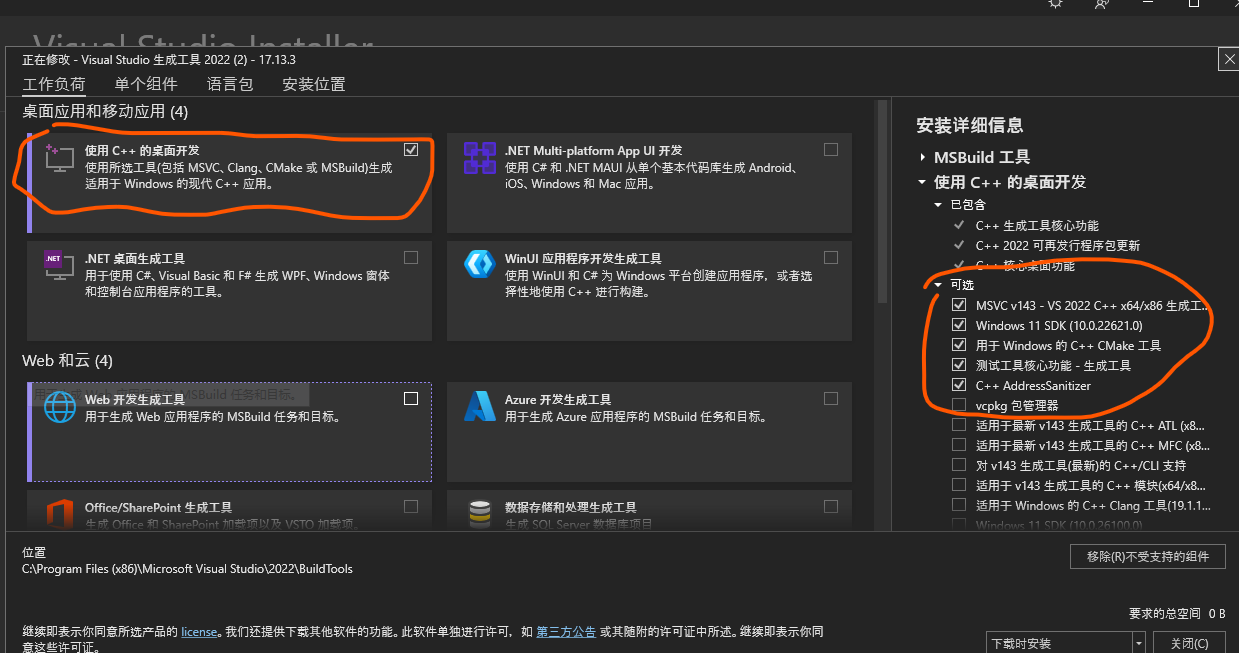 Visual Studio Installer
正在修改 - Visual Studio 生成工具 2022 (2) - 17.13.3
工作负荷 单个组件 语言包 安装位置
桌面应用和移动应用 (4)
使用 C++ 的桌面开发
使用所选工具(包括 MSVC、Clang、CMake 或 MSBuild)生成
适用于 Windows 的现代 C++ 应用。
.NET Multi-platform App UI 开发
使用 C# 和 .NET MAUI 从单个基本代码库生成 Android、
iOS、Windows 和 Mac 应用。
.NET
.NET 桌面生成工具
用于使用 C#、Visual Basic 和 F# 生成 WPF、Windows 窗体
和控制台应用程序的工具。
WinUI 应用程序开发生成工具
使用 WinUI 和 C# 为 Windows 平台创建应用程序，或者选
择性地使用 C++ 进行构建。
Web 和云 (4)
用于生成 Web 应用程序的 MSBuild 任务和目标。
Web 开发生成工具
用于生成 Web 应用程序的 MSBuild 任务和目标。
Azure 开发生成工具
用于生成 Azure 应用程序的 MSBuild 任务和目标。
Office/SharePoint 生成工具
生成 Office 和 SharePoint 加载项以及 VSTO 加载项。
数据存储和处理生成工具
生成 SQL Server 数据库项目
安装详细信息
MSBuild 工具
使用 C++ 的桌面开发
已包含
C++ 生成工具核心功能
C++ 2022 可再发行程序包更新
C++ 核心桌面功能
可选
MSVC v143 - VS 2022 C++ x64/x86 生成工...
Windows 11 SDK (10.0.22621.0)
用于 Windows 的 C++ CMake 工具
测试工具核心功能 - 生成工具
C++ AddressSanitizer
vcpkg 包管理器
适用于最新 v143 生成工具的 C++ ATL (x8...
适用于最新 v143 生成工具的 C++ MFC (x8...
对 v143 生成工具(最新)的 C++/CLI 支持
适用于 v143 生成工具的 C++ 模块(x64/x8...
适用于 Windows 的 C++ Clang 工具(19.1.1...
Windows 11 SDK (10.0.26100.0)
位置
C:\Program Files (x86)\Microsoft Visual Studio\2022\BuildTools
移除(R)不受支持的组件
要求的总空间 0 B
继续即表示你同意所选产品的 license。我们还提供下载其他软件的功能。此软件单独进行许可，如 第三方公告 或其随附的许可证中所述。继续即表示你同
意这些许可证。
下载时安装
关闭(C)